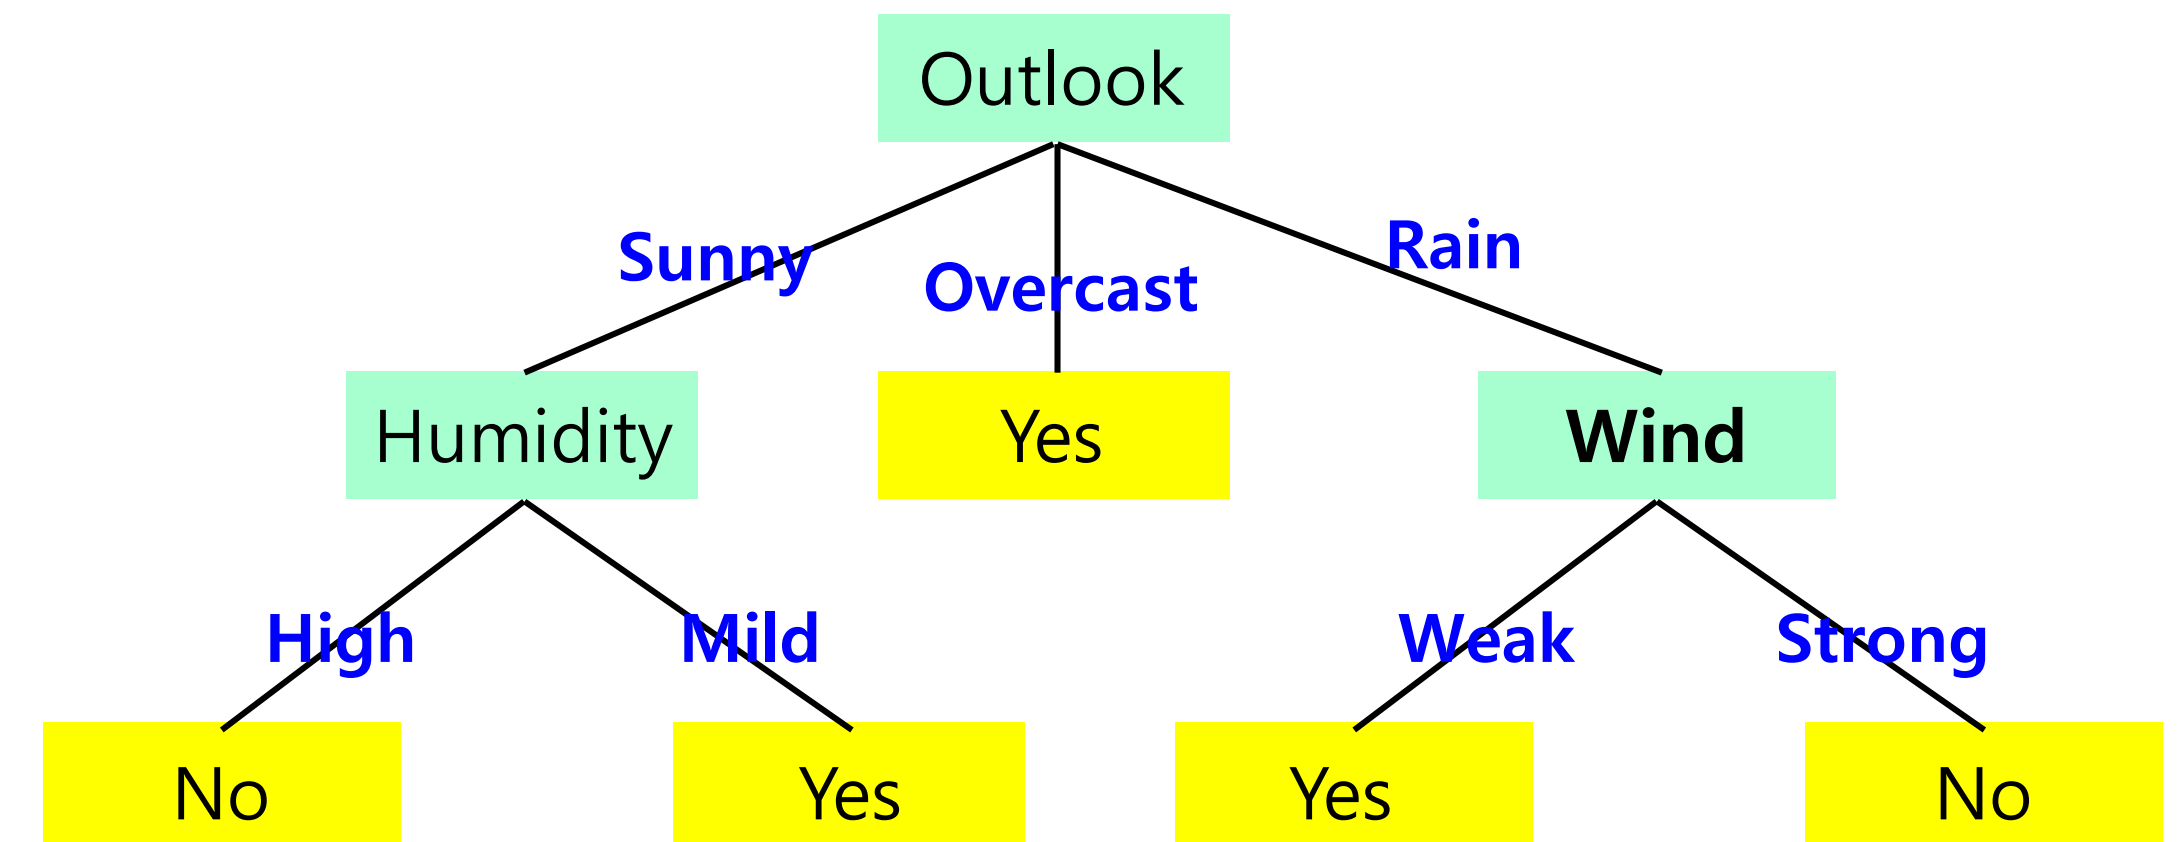 Outlook
Sunny
Overcast
Rain
Humidity
Yes
Wind
High
Mild
Weak
Strong
No
Yes
Yes
No